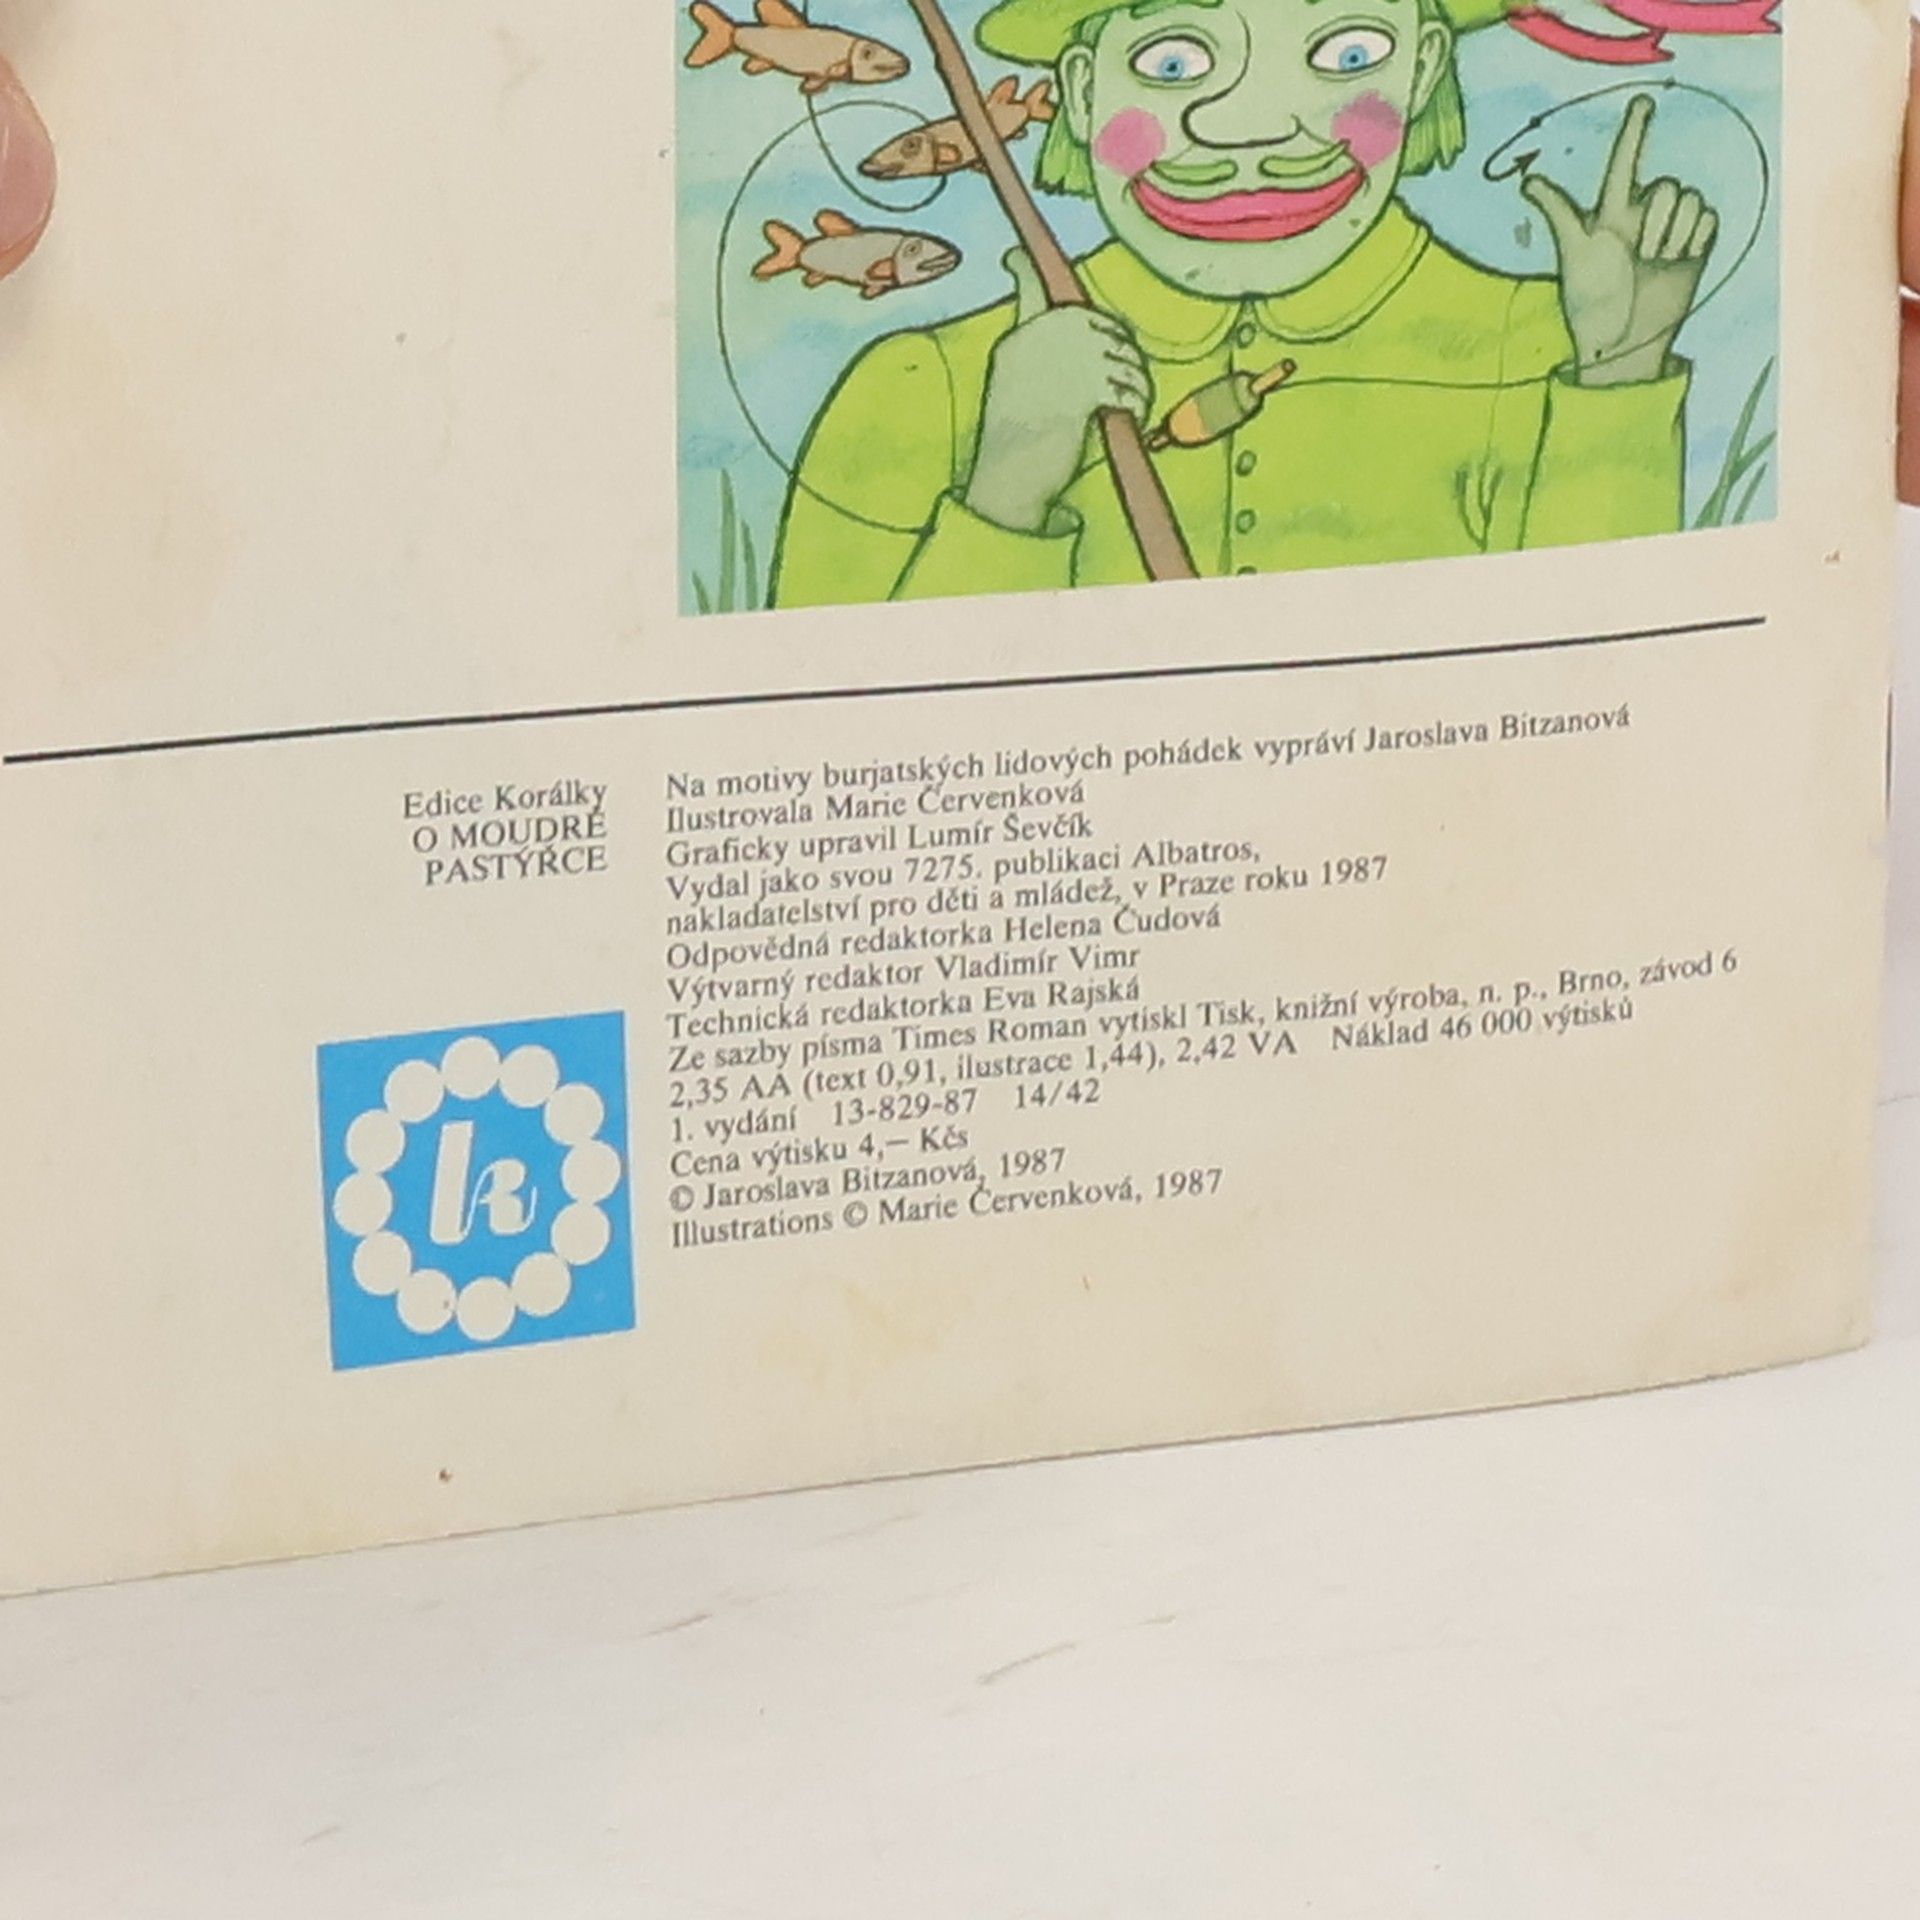 Edice Korálky
O MOUDRÉ
PASTÝŘCE
Na motivy burjatských lidových pohádek vypráví Jaroslava Bitzanová
Ilustrovala Marie Červenková
Graficky upravil Lumír Ševčík
Vydal jako svou 7275. publikaci Albatros,
nakladatelství pro děti a mládež, v Praze roku 1987
Odpovědná redaktorka Helena Čudová
Výtvarný redaktor Vladimír Vimr
Technická redaktorka Eva Rajská
Ze sazby písma Times Roman vytiskl Tisk, knižní výroba, n. p., Brno, závod 6
2,35 AA (text 0,91, ilustrace 1,44), 2,42 VA Náklad 46 000 výtisků
1. vydání 13-829-87 14/42
Cena výtisku 4,— Kčs
© Jaroslava Bitzanová, 1987
Illustrations © Marie Červenková, 1987
k